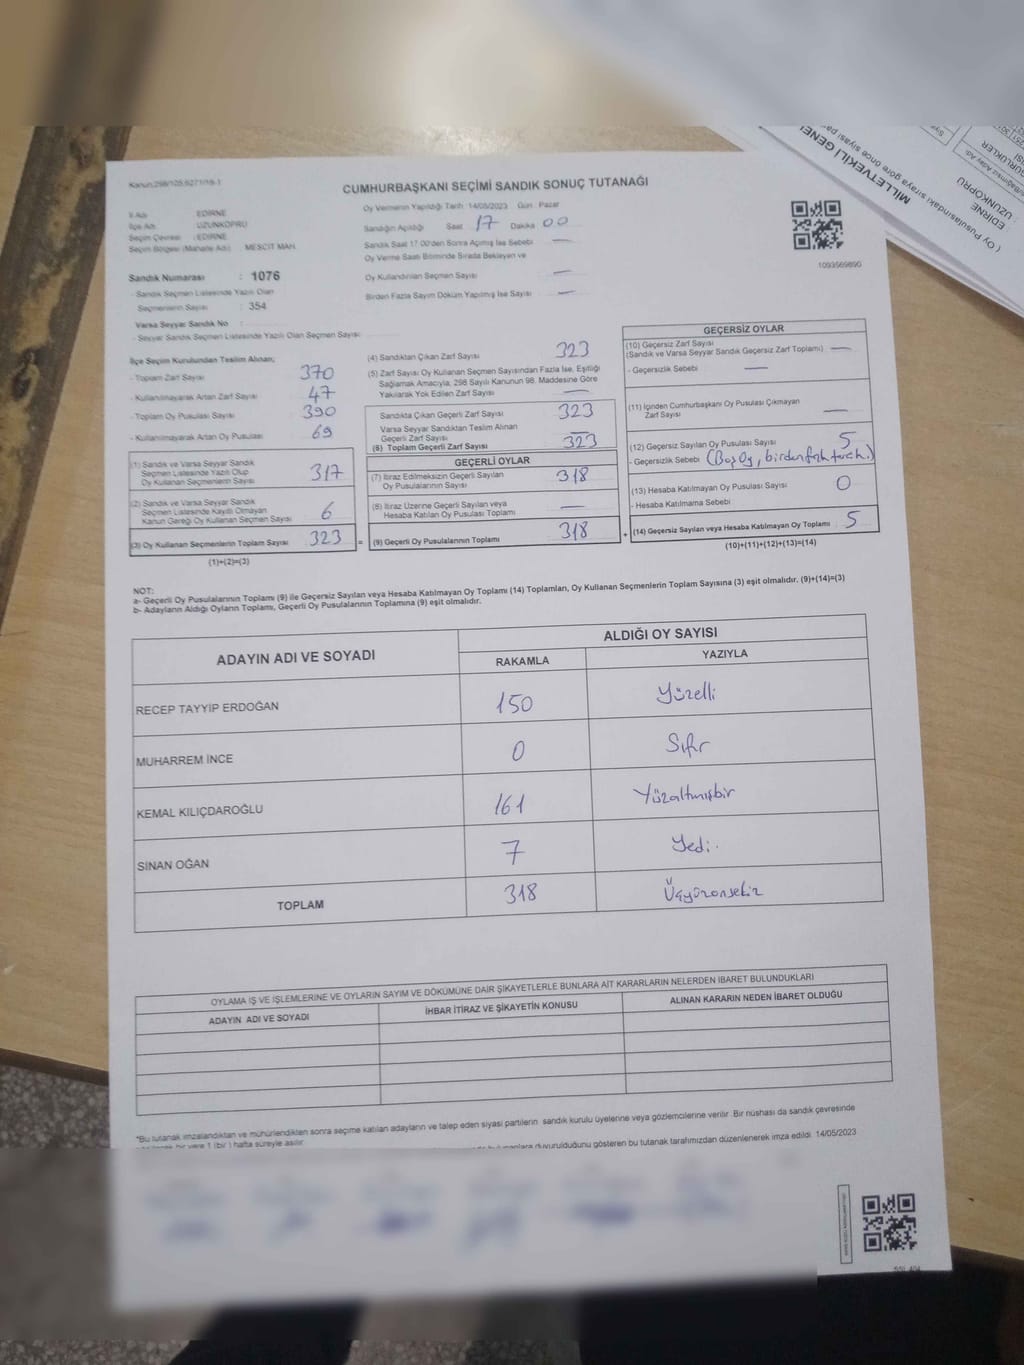 Kanun:298/105,6271/19-1
CUMHURBAŞKANI SEÇİMİ SANDIK SONUÇ TUTANAĞI
İl Adı : EDİRNE
İlçe Adı : UZUNKÖPRÜ
Seçim Çevresi : EDİRNE
Seçim Bölgesi (Mahalle Adı) : MESCİT MAH.
Sandık Numarası : 1076
- Sandık Seçmen Listesinde Yazılı Olan
Seçmenlerin Sayısı : 354
Varsa Seyyar Sandık No :
- Seyyar Sandık Seçmen Listesinde Yazılı Olan Seçmen Sayısı :
Oy Vermenin Yapıldığı Tarih: 14/05/2023 Gün : Pazar
Sandığın Açıldığı Saat 17 Dakika 00
Sandık Saat 17:00'den Sonra Açımış İse Sebebi —
Oy Verme Saati Bitiminde Sırada Bekleyen ve
Oy Kullandırılan Seçmen Sayısı —
Birden Fazla Sayım Döküm Yapılmış İse Sayısı —
1093569890
İlçe Seçim Kurulundan Teslim Alınan;
- Toplam Zarf Sayısı 370
- Kullanılmayarak Artan Zarf Sayısı 47
- Toplam Oy Pusulası Sayısı 390
- Kullanılmayarak Artan Oy Pusulası 69
(1) Sandık ve Varsa Seyyar Sandık
Seçmen Listesinde Yazılı Olup
Oy Kullanan Seçmenlerin Sayısı 317
(2) Sandık ve Varsa Seyyar Sandık
Seçmen Listesinde Kayıtlı Olmayan
Kanun Gereği Oy Kullanan Seçmen Sayısı 6
(3) Oy Kullanan Seçmenlerin Toplam Sayısı 323 =
(1)+(2)=(3)
(4) Sandıktan Çıkan Zarf Sayısı 323
(5) Zarf Sayısı Oy Kullanan Seçmen Sayısından Fazla İse, Eşitliği
Sağlamak Amacıyla, 298 Sayılı Kanunun 98. Maddesine Göre
Yakılarak Yok Edilen Zarf Sayısı —
Sandıkta Çıkan Geçerli Zarf Sayısı 323
Varsa Seyyar Sandıktan Teslim Alınan
Geçerli Zarf Sayısı —
(6) Toplam Geçerli Zarf Sayısı 323
GEÇERLİ OYLAR
(7) İtiraz Edilmeksizin Geçerli Sayılan
Oy Pusulalarının Sayısı 318
(8) İtiraz Üzerine Geçerli Sayılan veya
Hesaba Katılan Oy Pusulası Toplamı —
(9) Geçerli Oy Pusulalarının Toplamı 318 +
GEÇERSİZ OYLAR
(10) Geçersiz Zarf Sayısı
(Sandık ve Varsa Seyyar Sandık Geçersiz Zarf Toplamı) —
- Geçersizlik Sebebi —
(11) İçinden Cumhurbaşkanı Oy Pusulası Çıkmayan
Zarf Sayısı —
(12) Geçersiz Sayılan Oy Pusulası Sayısı 5
- Geçersizlik Sebebi (Boş Oy, birden fazla tercih)
(13) Hesaba Katılmayan Oy Pusulası Sayısı 0
- Hesaba Katılmama Sebebi
(14) Geçersiz Sayılan veya Hesaba Katılmayan Oy Toplamı 5
(10)+(11)+(12)+(13)=(14)
NOT:
a- Geçerli Oy Pusulalarının Toplamı (9) ile Geçersiz Sayılan veya Hesaba Katılmayan Oy Toplamı (14) Toplamları, Oy Kullanan Seçmenlerin Toplam Sayısına (3) eşit olmalıdır. (9)+(14)=(3)
b- Adayların Aldığı Oyların Toplamı, Geçerli Oy Pusulalarının Toplamına (9) eşit olmalıdır.
ADAYIN ADI VE SOYADI
ALDIĞI OY SAYISI
RAKAMLA YAZIYLA
RECEP TAYYİP ERDOĞAN 150 Yüzelli
MUHARREM İNCE 0 Sıfır
KEMAL KILIÇDAROĞLU 161 Yüzaltmışbir
SİNAN OĞAN 7 Yedi.
TOPLAM 318 Üçyüzonsekiz
OYLAMA İŞ VE İŞLEMLERİNE VE OYLARIN SAYIM VE DÖKÜMÜNE DAİR ŞİKAYETLERLE BUNLARA AİT KARARLARIN NELERDEN İBARET BULUNDUKLARI
ADAYIN ADI VE SOYADI İHBAR İTİRAZ VE ŞİKAYETİN KONUSU ALINAN KARARIN NEDEN İBARET OLDUĞU
*Bu tutanak imzalandıktan ve mühürlendikten sonra seçime katılan adayların ve talep eden siyasi partilerin sandık kurulu üyelerine veya gözlemcilerine verilir. Bir nüshası da sandık çevresinde
bir yere 1 (bir ) hafta süreyle asılır.
duyurulduğunu gösteren bu tutanak tarafımızdan düzenlenerek imza edildi. 14/05/2023
MİLLETVEKİLİ GENEL
( Oy Pusulasındaki sıraya göre önce siyasi
EDİRNE
: UZUNKÖPRÜ